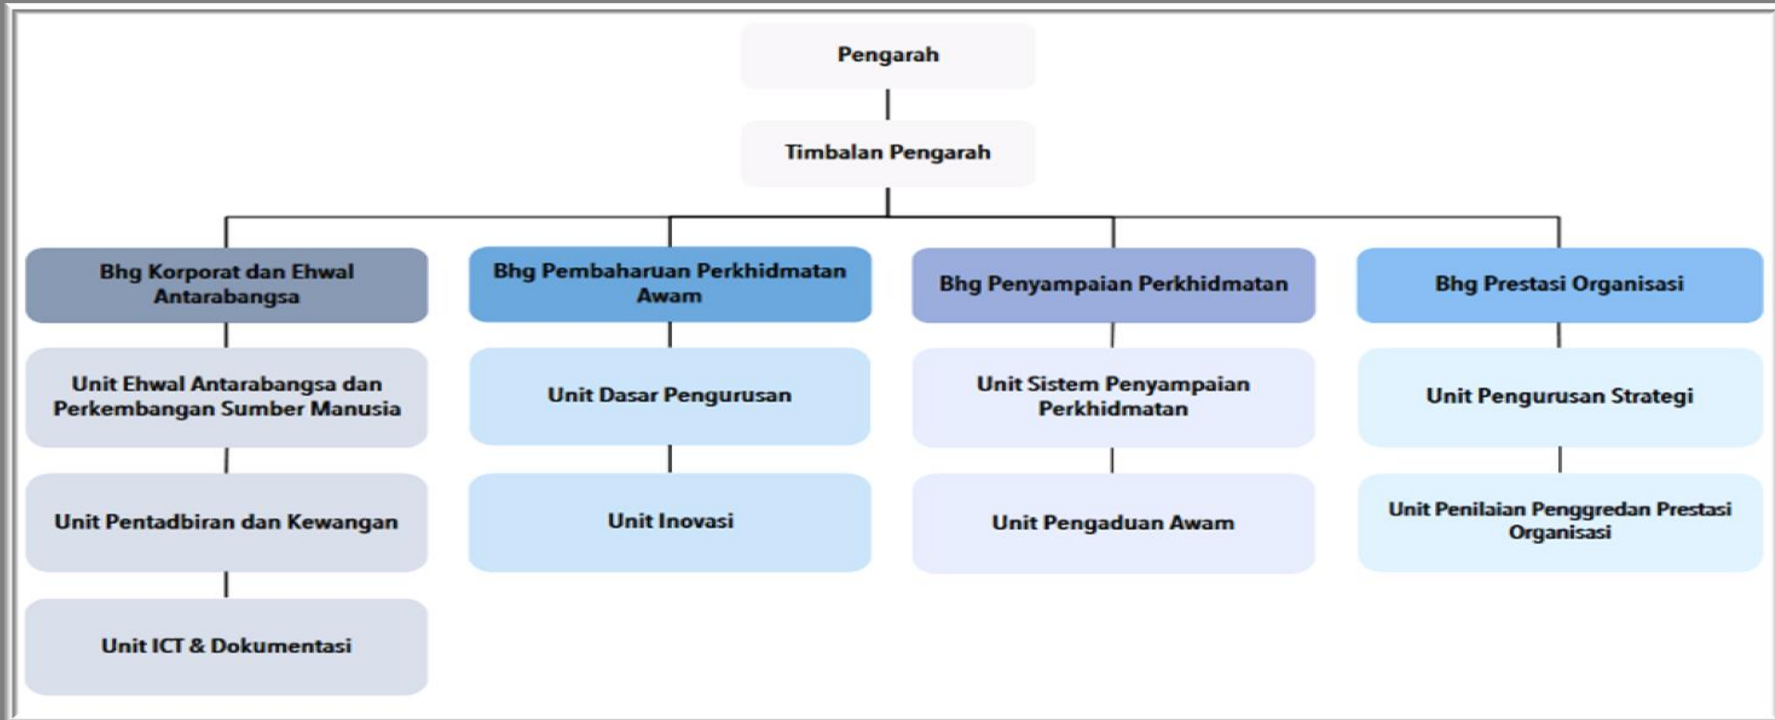 Pengarah
Timbalan Pengarah
Bhg Korporat dan Ehwal
Antarabangsa
Unit Ehwal Antarabangsa dan
Perkembangan Sumber Manusia
Unit Pentadbiran dan Kewangan
Unit ICT & Dokumentasi
Bhg Pembaharuan Perkhidmatan
Awam
Unit Dasar Pengurusan
Unit Inovasi
Bhg Penyampaian Perkhidmatan
Unit Sistem Penyampaian
Perkhidmatan
Unit Pengaduan Awam
Bhg Prestasi Organisasi
Unit Pengurusan Strategi
Unit Penilaian Penggredan Prestasi
Organisasi